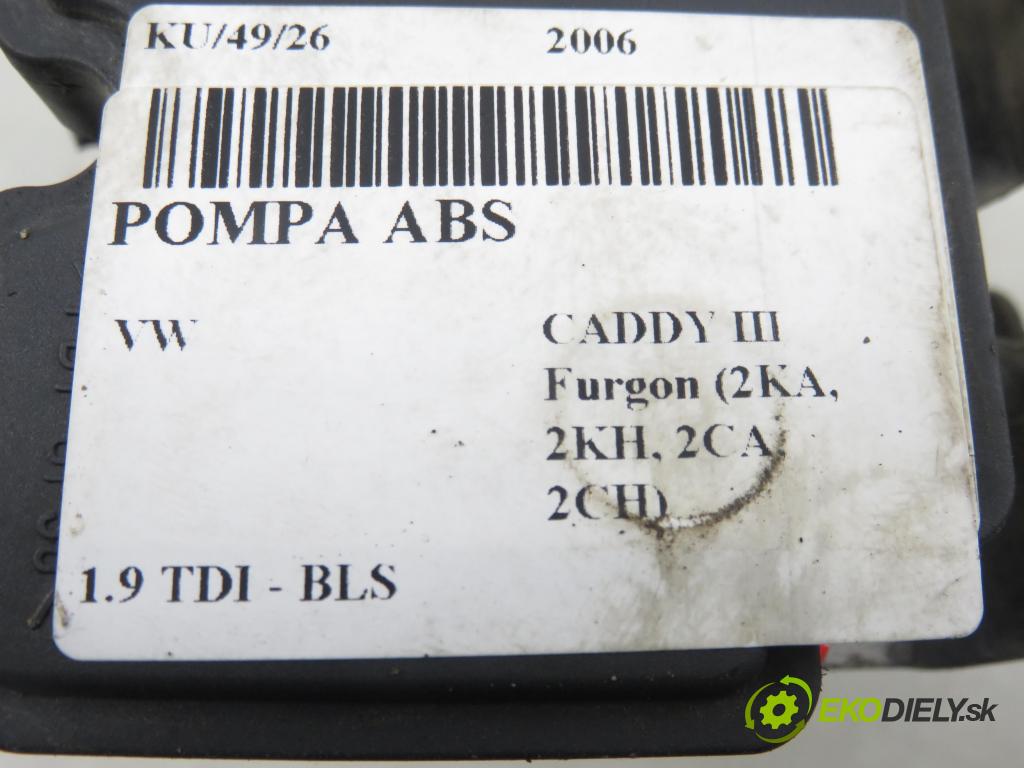 KU/49/26 2006
POMPA ABS
VW CADDY III
Furgon (2KA,
2KH, 2CA,
2CH)
1.9 TDI - BLS
EKODIELY.sk